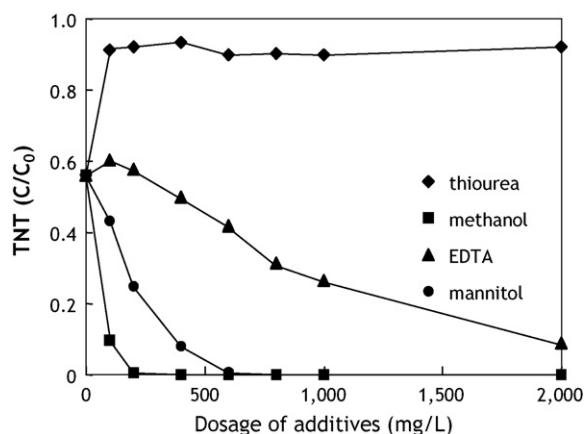 1.0
0.8
0.6
0.4
0.2
0
TNT (C/C₀)
thiourea
methanol
EDTA
mannitol
0 500 1,000 1,500 2,000
Dosage of additives (mg/L)